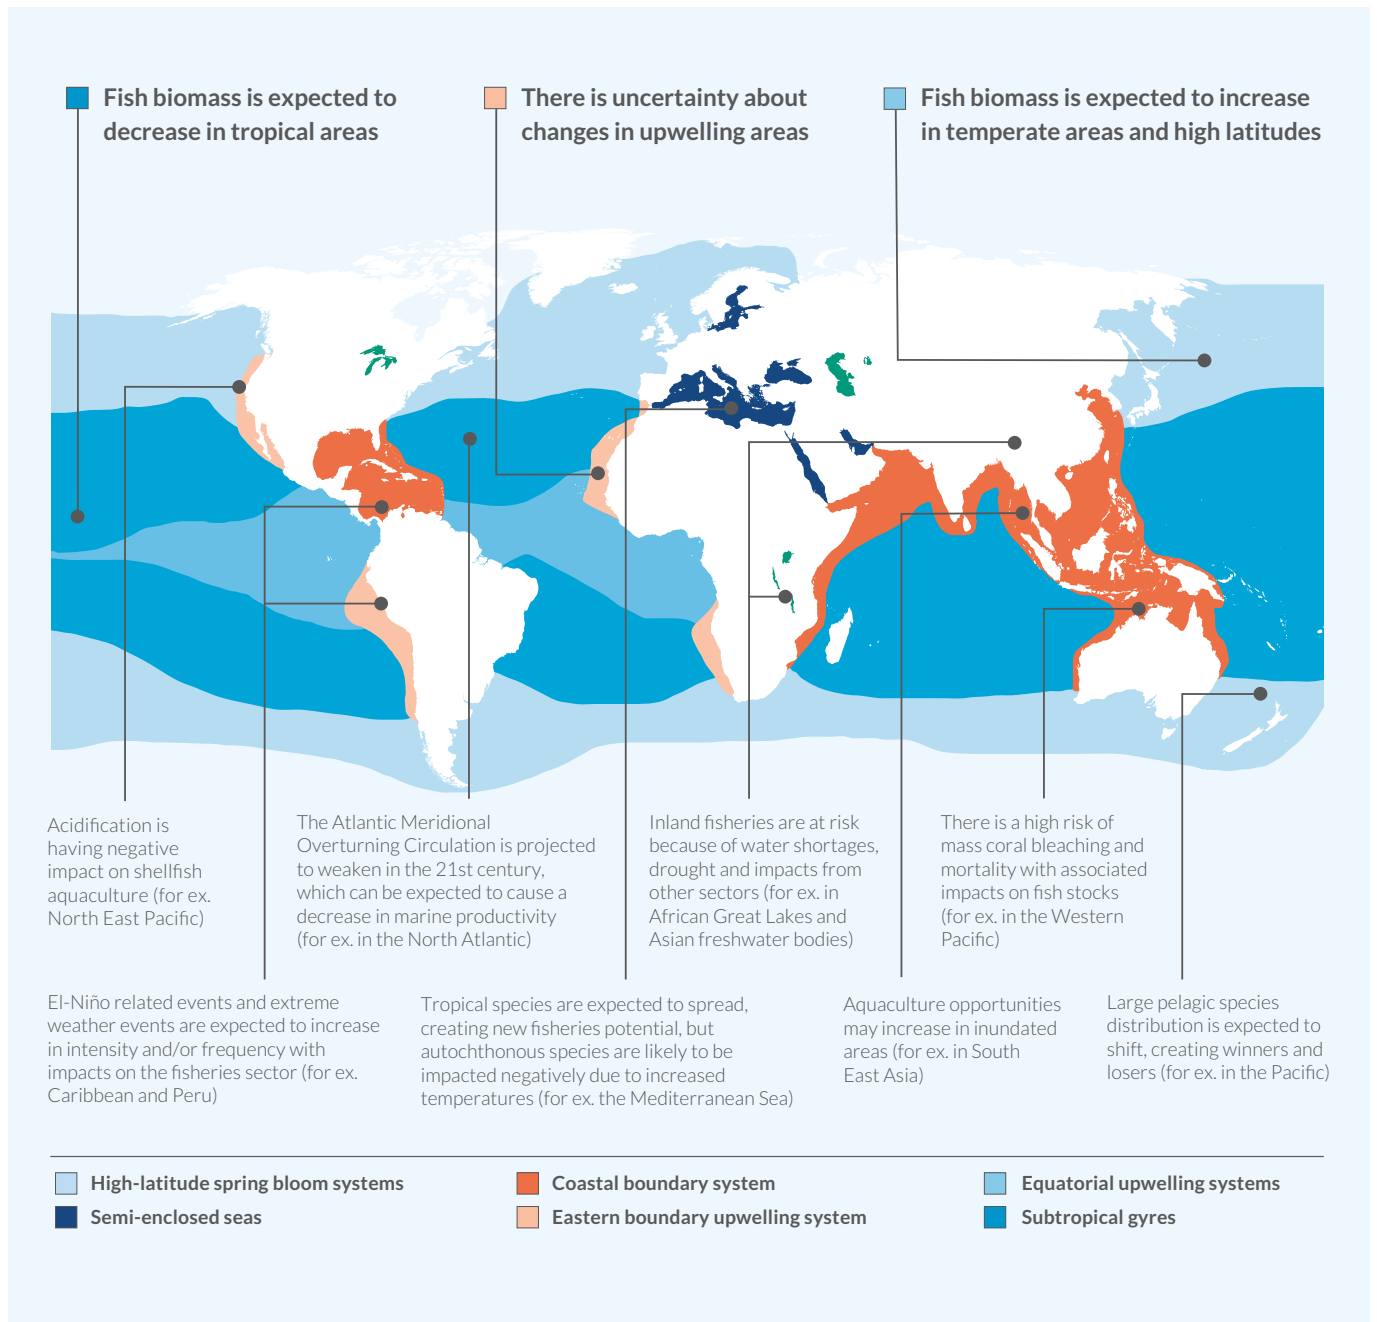 Fish biomass is expected to
decrease in tropical areas
There is uncertainty about
changes in upwelling areas
Fish biomass is expected to increase
in temperate areas and high latitudes
Acidification is
having negative
impact on shellfish
aquaculture (for ex.
North East Pacific)
The Atlantic Meridional
Overturning Circulation is projected
to weaken in the 21st century,
which can be expected to cause a
decrease in marine productivity
(for ex. in the North Atlantic)
Inland fisheries are at risk
because of water shortages,
drought and impacts from
other sectors (for ex. in
African Great Lakes and
Asian freshwater bodies)
There is a high risk of
mass coral bleaching and
mortality with associated
impacts on fish stocks
(for ex. in the Western
Pacific)
El-Niño related events and extreme
weather events are expected to increase
in intensity and/or frequency with
impacts on the fisheries sector (for ex.
Caribbean and Peru)
Tropical species are expected to spread,
creating new fisheries potential, but
autochthonous species are likely to be
impacted negatively due to increased
temperatures (for ex. the Mediterranean Sea)
Aquaculture opportunities
may increase in inundated
areas (for ex. in South
East Asia)
Large pelagic species
distribution is expected to
shift, creating winners and
losers (for ex. in the Pacific)
High-latitude spring bloom systems
Coastal boundary system
Equatorial upwelling systems
Semi-enclosed seas
Eastern boundary upwelling system
Subtropical gyres